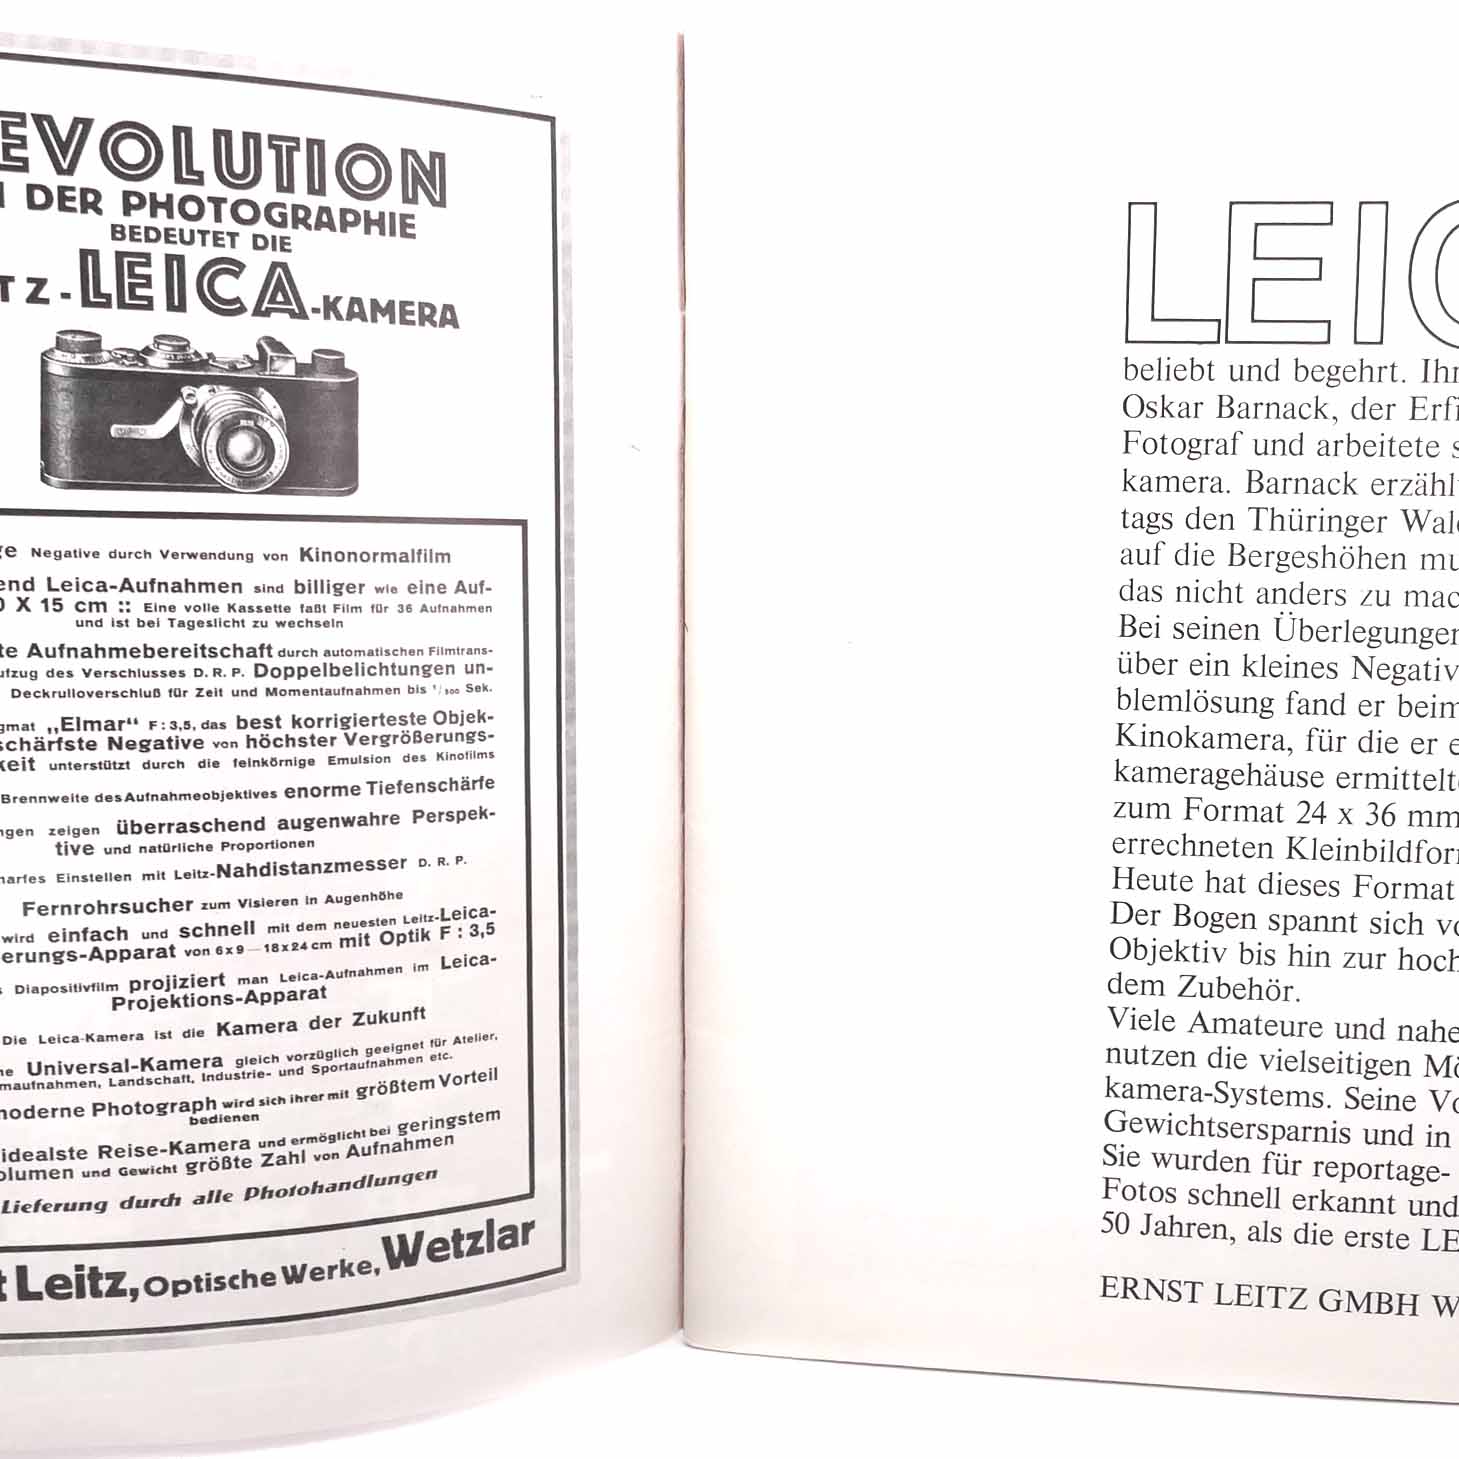 EVOLUTION
DER PHOTOGRAPHIE
BEDEUTET DIE
TZ-LEICA-KAMERA
Negative durch Verwendung von Kinonormalfilm
Leica-Aufnahmen sind billiger wie eine Auf-
X 15 cm :: Eine volle Kassette faßt Film für 36 Aufnahmen
und ist bei Tageslicht zu wechseln
te Aufnahmebereitschaft durch automatischen Filmtrans-
ufzug des Verschlusses D. R. P. Doppelbelichtungen un-
Deckrulloverschluß für Zeit und Momentaufnahmen bis 1/500 Sek.
gmat „Elmar“ F: 3,5, das best korrigierteste Objek-
schärfste Negative von höchster Vergrößerungs-
keit unterstützt durch die feinkörnige Emulsion des Kinofilms
Brennweite des Aufnahmeobjektives enorme Tiefenschärfe
ngen zeigen überraschend augenwahre Perspek-
tive und natürliche Proportionen
harfes Einstellen mit Leitz-Nahdistanzmesser D. R. P.
Fernrohrsucher zum Visieren in Augenhöhe
wird einfach und schnell mit dem neuesten Leitz-Leica-
erungs-Apparat von 6x9—18x24 cm mit Optik F : 3,5
s Diapositivfilm projiziert man Leica-Aufnahmen im Leica-
Projektions-Apparat
Die Leica-Kamera ist die Kamera der Zukunft
ne Universal-Kamera gleich vorzüglich geeignet für Atelier,
maufnahmen, Landschaft, Industrie- und Sportaufnahmen etc.
moderne Photograph wird sich ihrer mit größtem Vorteil
bedienen
idealste Reise-Kamera und ermöglicht bei geringstem
olumen und Gewicht größte Zahl von Aufnahmen
Lieferung durch alle Photohandlungen
t Leitz, Optische Werke, Wetzlar
LEIC
beliebt und begehrt. Ihr
Oskar Barnack, der Erfi
Fotograf und arbeitete s
kamera. Barnack erzähl
tags den Thüringer Wal
auf die Bergeshöhen mu
das nicht anders zu mac
Bei seinen Überlegungen
über ein kleines Negativ
blemlösung fand er beim
Kinokamera, für die er e
kameragehäuse ermittelt
zum Format 24 x 36 mm
errechneten Kleinbildfor
Heute hat dieses Format
Der Bogen spannt sich vo
Objektiv bis hin zur hoch
dem Zubehör.
Viele Amateure und nahe
nutzen die vielseitigen Mö
kamera-Systems. Seine Vo
Gewichtsersparnis und in
Sie wurden für reportage-
Fotos schnell erkannt und
50 Jahren, als die erste LE
ERNST LEITZ GMBH W